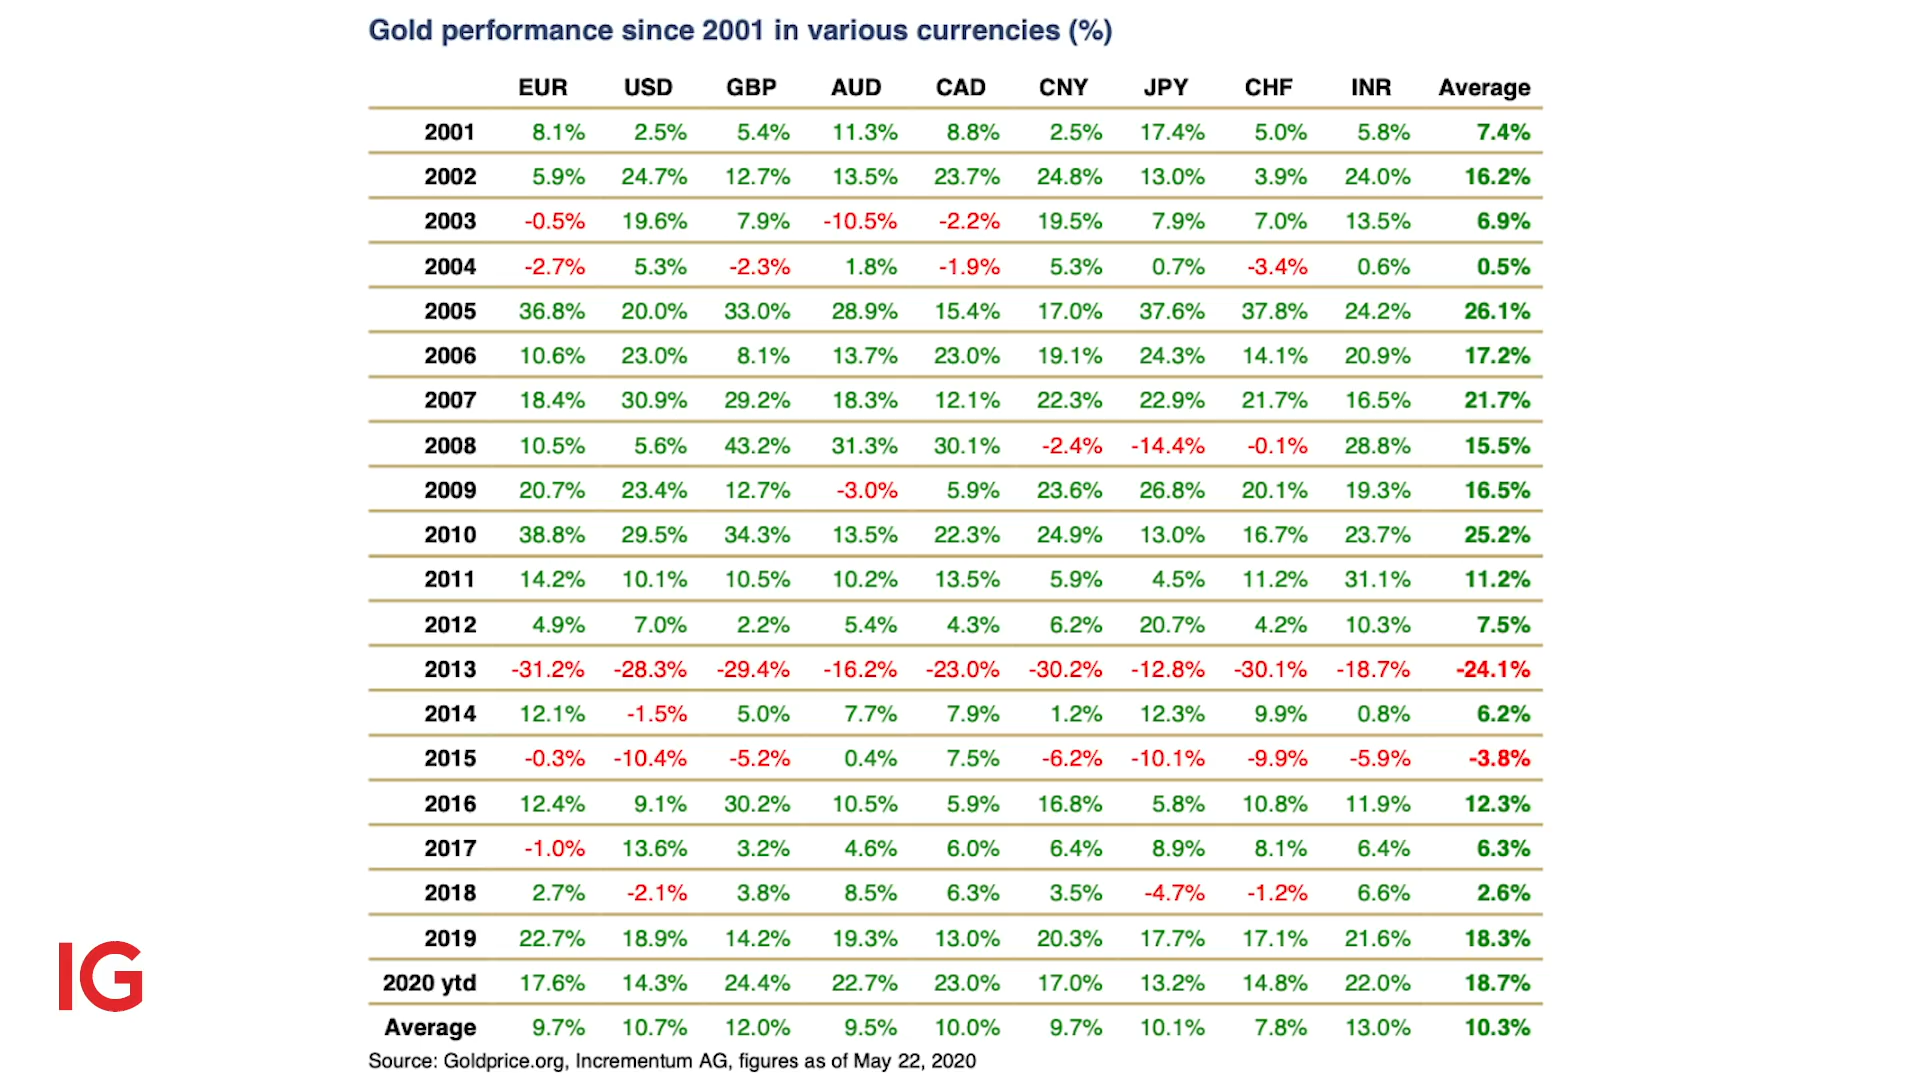 Gold performance since 2001 in various currencies (%)
EUR USD GBP AUD CAD CNY JPY CHF INR Average
2001 8.1% 2.5% 5.4% 11.3% 8.8% 2.5% 17.4% 5.0% 5.8% 7.4%
2002 5.9% 24.7% 12.7% 13.5% 23.7% 24.8% 13.0% 3.9% 24.0% 16.2%
2003 -0.5% 19.6% 7.9% -10.5% -2.2% 19.5% 7.9% 7.0% 13.5% 6.9%
2004 -2.7% 5.3% -2.3% 1.8% -1.9% 5.3% 0.7% -3.4% 0.6% 0.5%
2005 36.8% 20.0% 33.0% 28.9% 15.4% 17.0% 37.6% 37.8% 24.2% 26.1%
2006 10.6% 23.0% 8.1% 13.7% 23.0% 19.1% 24.3% 14.1% 20.9% 17.2%
2007 18.4% 30.9% 29.2% 18.3% 12.1% 22.3% 22.9% 21.7% 16.5% 21.7%
2008 10.5% 5.6% 43.2% 31.3% 30.1% -2.4% -14.4% -0.1% 28.8% 15.5%
2009 20.7% 23.4% 12.7% -3.0% 5.9% 23.6% 26.8% 20.1% 19.3% 16.5%
2010 38.8% 29.5% 34.3% 13.5% 22.3% 24.9% 13.0% 16.7% 23.7% 25.2%
2011 14.2% 10.1% 10.5% 10.2% 13.5% 5.9% 4.5% 11.2% 31.1% 11.2%
2012 4.9% 7.0% 2.2% 5.4% 4.3% 6.2% 20.7% 4.2% 10.3% 7.5%
2013 -31.2% -28.3% -29.4% -16.2% -23.0% -30.2% -12.8% -30.1% -18.7% -24.1%
2014 12.1% -1.5% 5.0% 7.7% 7.9% 1.2% 12.3% 9.9% 0.8% 6.2%
2015 -0.3% -10.4% -5.2% 0.4% 7.5% -6.2% -10.1% -9.9% -5.9% -3.8%
2016 12.4% 9.1% 30.2% 10.5% 5.9% 16.8% 5.8% 10.8% 11.9% 12.3%
2017 -1.0% 13.6% 3.2% 4.6% 6.0% 6.4% 8.9% 8.1% 6.4% 6.3%
2018 2.7% -2.1% 3.8% 8.5% 6.3% 3.5% -4.7% -1.2% 6.6% 2.6%
2019 22.7% 18.9% 14.2% 19.3% 13.0% 20.3% 17.7% 17.1% 21.6% 18.3%
2020 ytd 17.6% 14.3% 24.4% 22.7% 23.0% 17.0% 13.2% 14.8% 22.0% 18.7%
Average 9.7% 10.7% 12.0% 9.5% 10.0% 9.7% 10.1% 7.8% 13.0% 10.3%
Source: Goldprice.org, Incrementum AG, figures as of May 22, 2020
IG